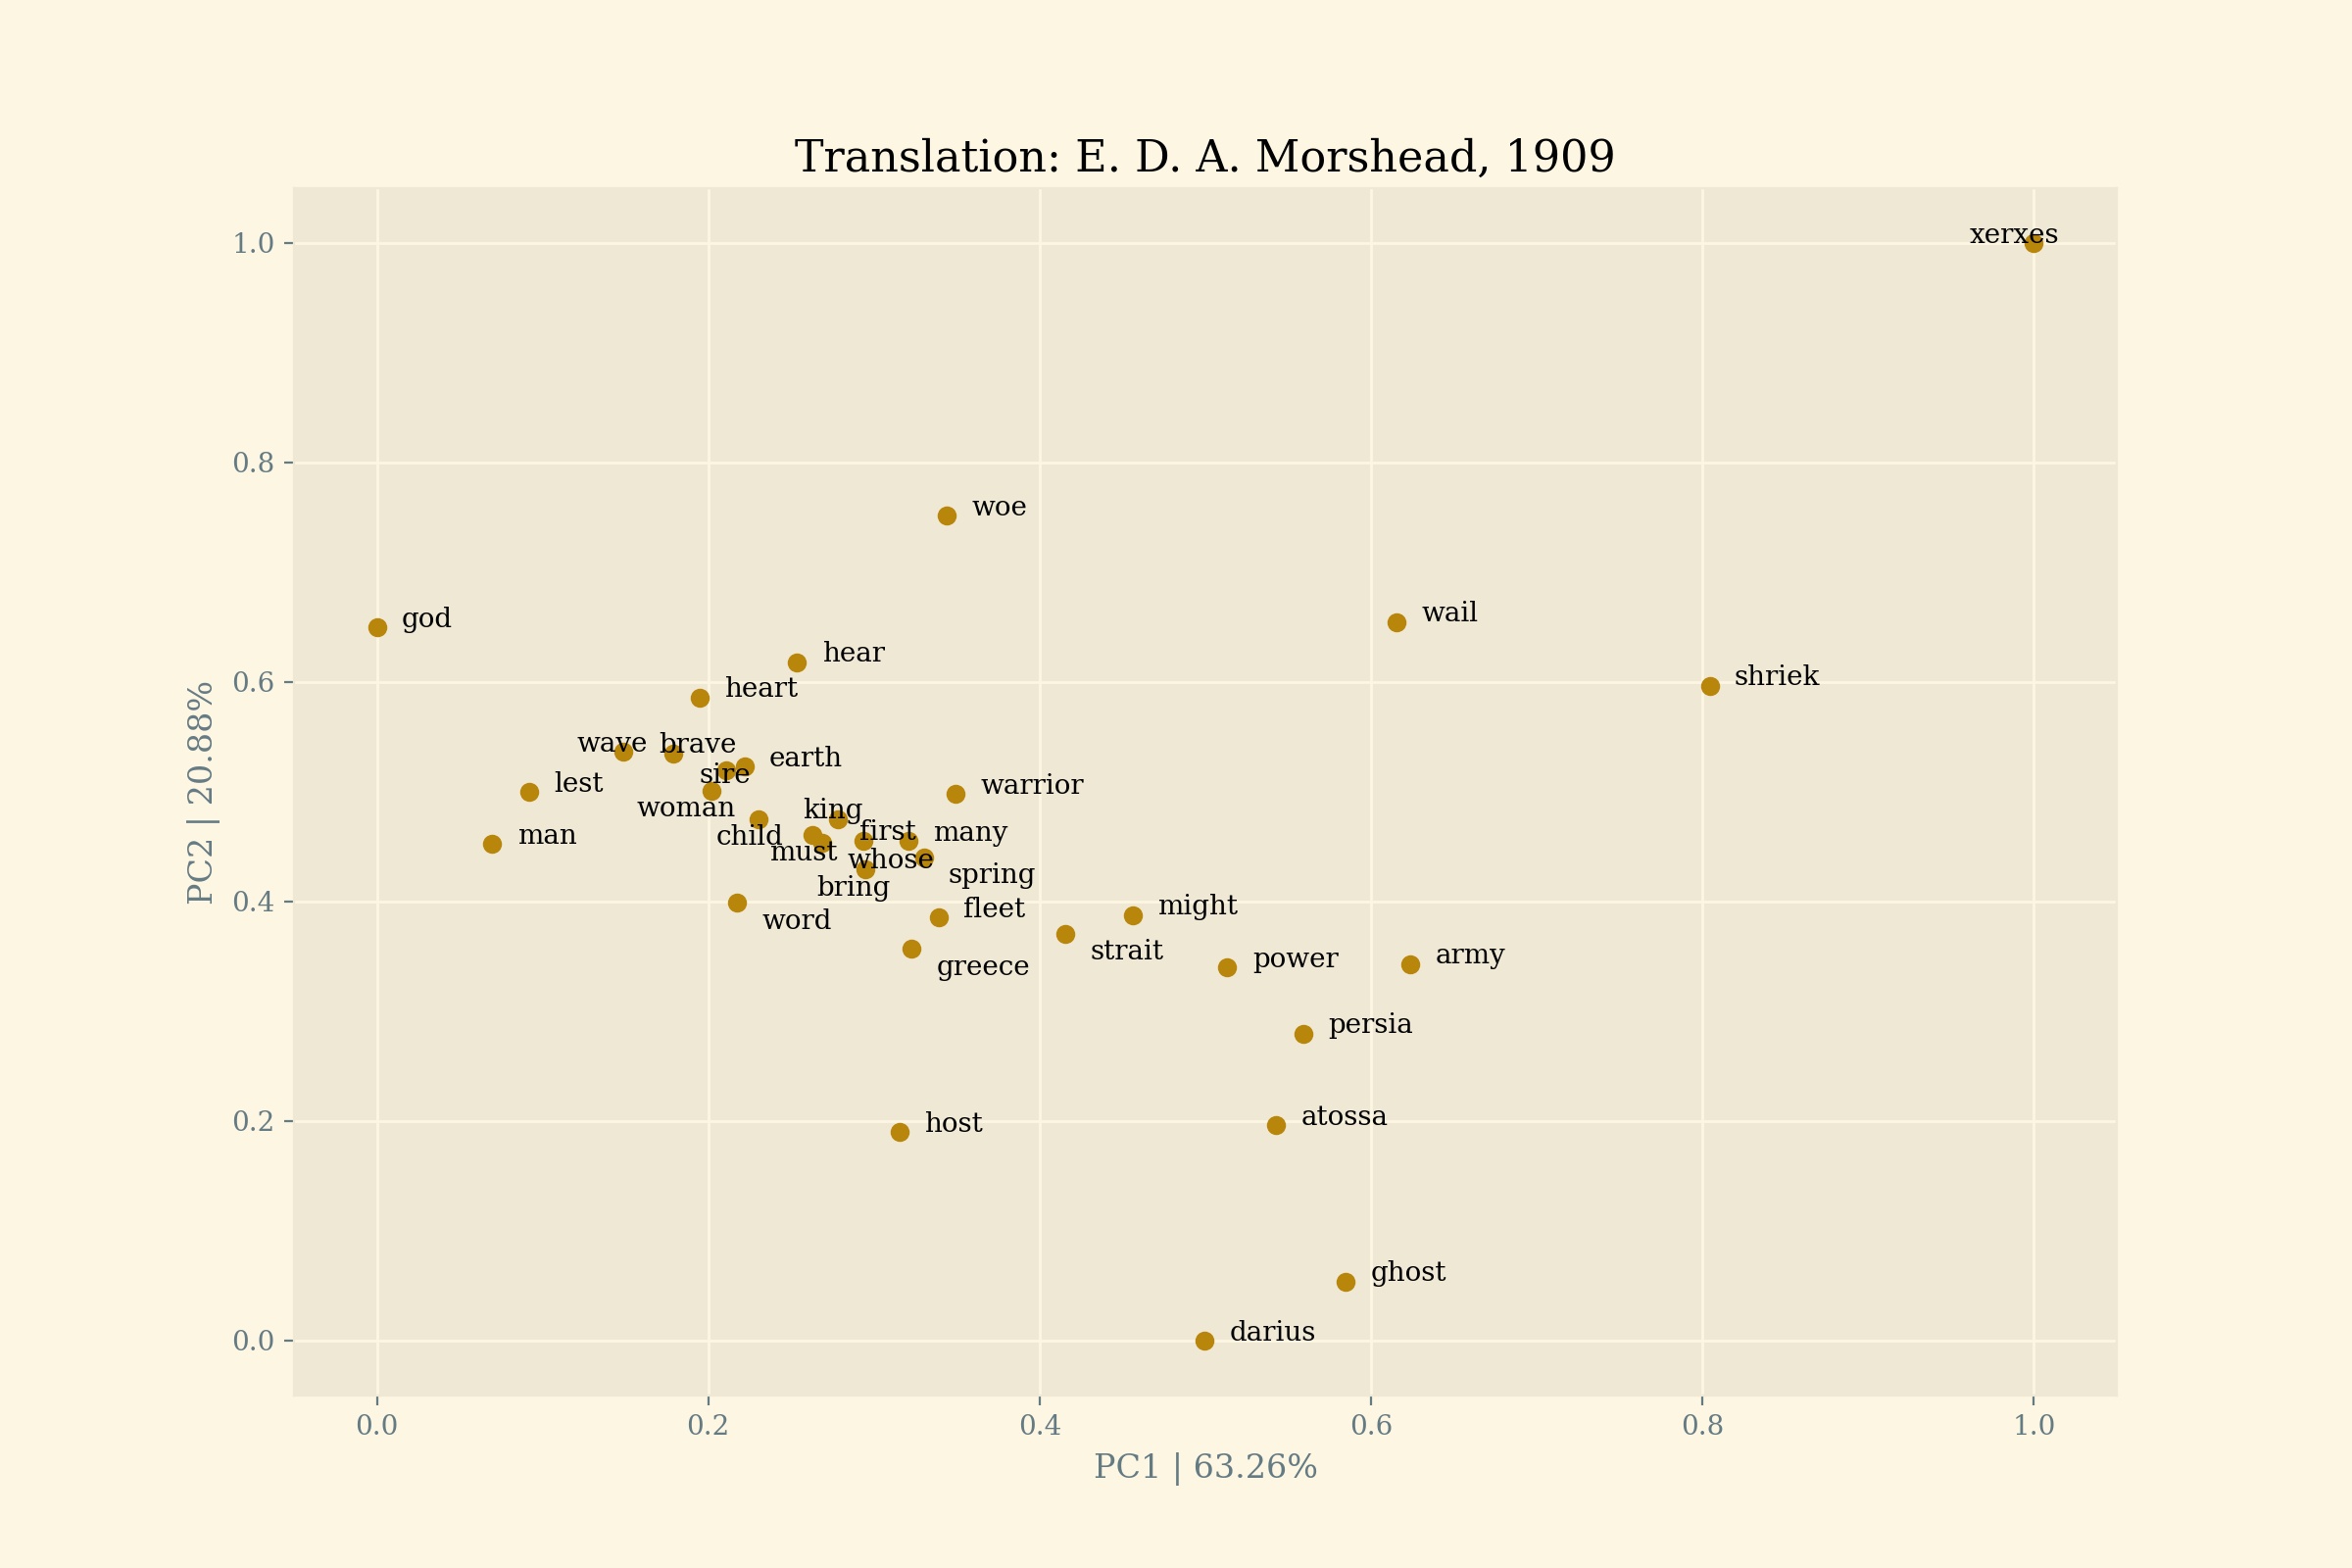 Translation: E. D. A. Morshead, 1909
xerxes
woe
god
wail
hear
shriek
heart
wave
brave
earth
sire
lest
warrior
woman
king
child
first
many
man
must
whose
spring
bring
word
fleet
might
strait
greece
power
army
persia
host
atossa
ghost
darius
1.0
0.8
0.6
0.4
0.2
0.0
PC2 | 20.88%
0.0 0.2 0.4 0.6 0.8 1.0
PC1 | 63.26%